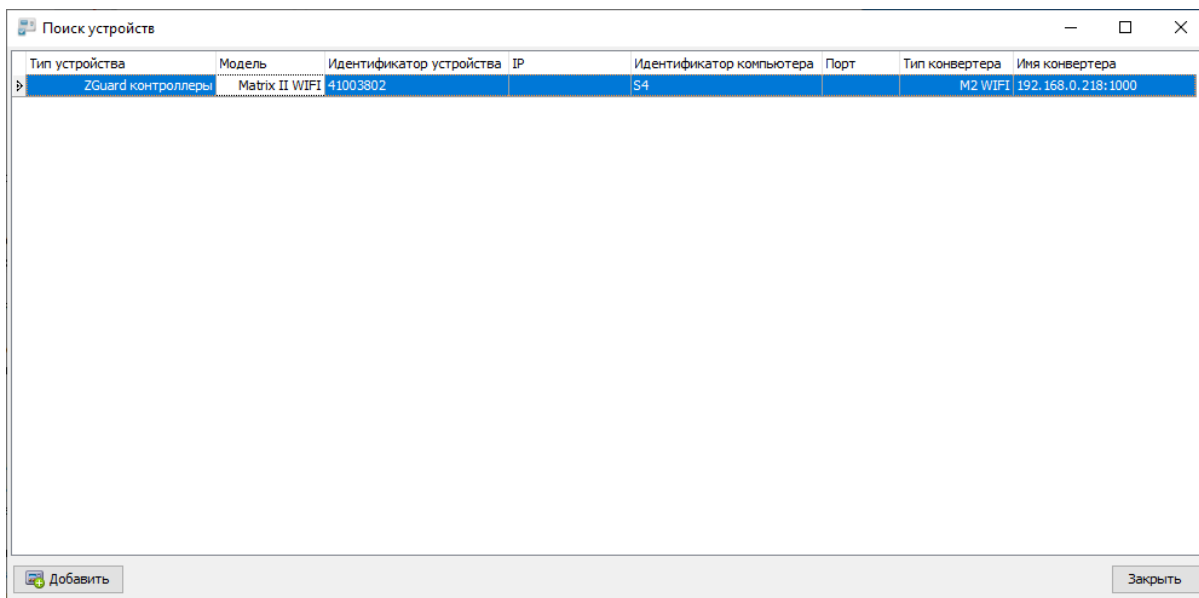 Поиск устройств
Тип устройства Модель Идентификатор устройства IP Идентификатор компьютера Порт Тип конвертера Имя конвертера
ZGuard контроллеры Matrix II WIFI 41003802 S4 M2 WIFI 192.168.0.218:1000
Добавить Закрыть